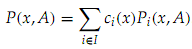 P(x,A) = ∑_{i∈I} c_i(x)P_i(x,A)